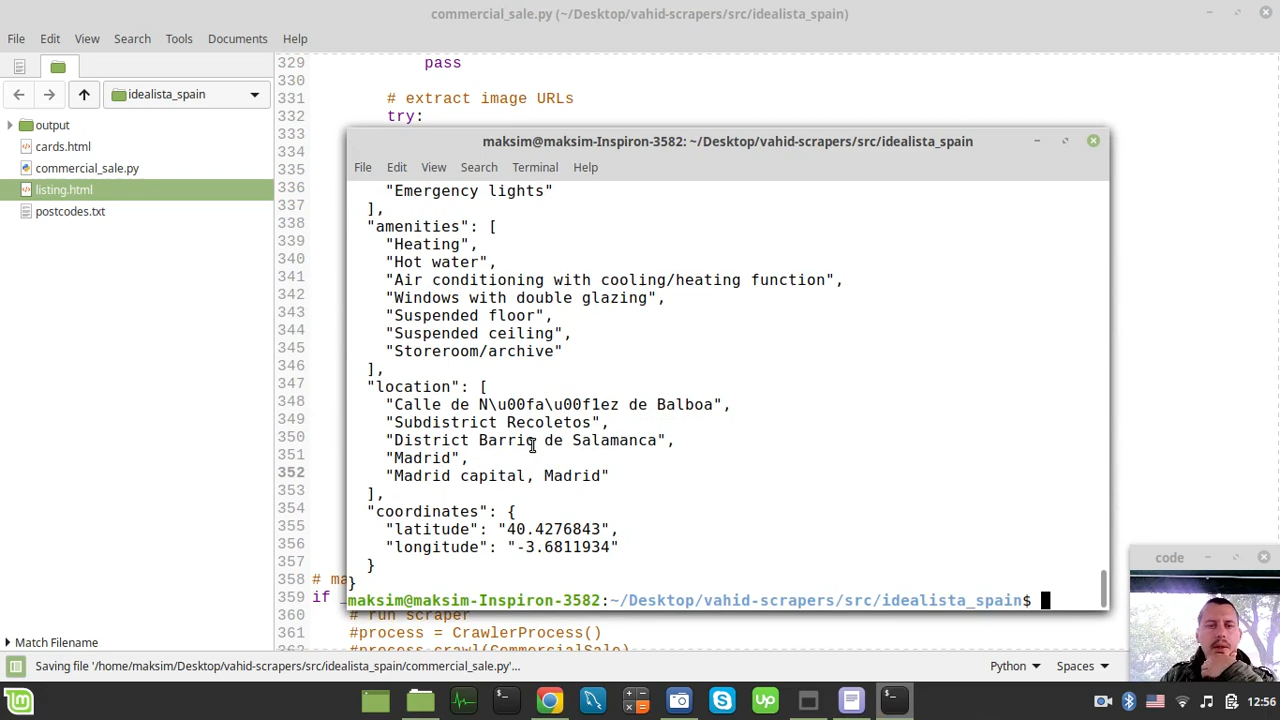 commercial_sale.py (~/Desktop/vahid-scrapers/src/idealista_spain)
File Edit View Search Tools Documents Help
idealista_spain
output
cards.html
commercial_sale.py
listing.html
postcodes.txt
Match Filename
329 pass
330
331 # extract image URLs
332 try:
333
334
335
336
337
338
339
340
341
342
343
344
345
346
347
348
349
350
351
352
353
354
355
356
357
358 # ma
359 if _
360 # run scraper
361 #process = CrawlerProcess()
362 #process.crawl(CommercialSale)
maksim@maksim-Inspiron-3582: ~/Desktop/vahid-scrapers/src/idealista_spain
File Edit View Search Terminal Help
"Emergency lights"
],
"amenities": [
"Heating",
"Hot water",
"Air conditioning with cooling/heating function",
"Windows with double glazing",
"Suspended floor",
"Suspended ceiling",
"Storeroom/archive"
],
"location": [
"Calle de N\u00fa\u00f1ez de Balboa",
"Subdistrict Recoletos",
"District Barrio de Salamanca",
"Madrid",
"Madrid capital, Madrid"
],
"coordinates": {
"latitude": "40.4276843",
"longitude": "-3.6811934"
}
}
maksim@maksim-Inspiron-3582:~/Desktop/vahid-scrapers/src/idealista_spain$
code
Saving file '/home/maksim/Desktop/vahid-scrapers/src/idealista_spain/commercial_sale.py'...
Python Spaces
up
12:56